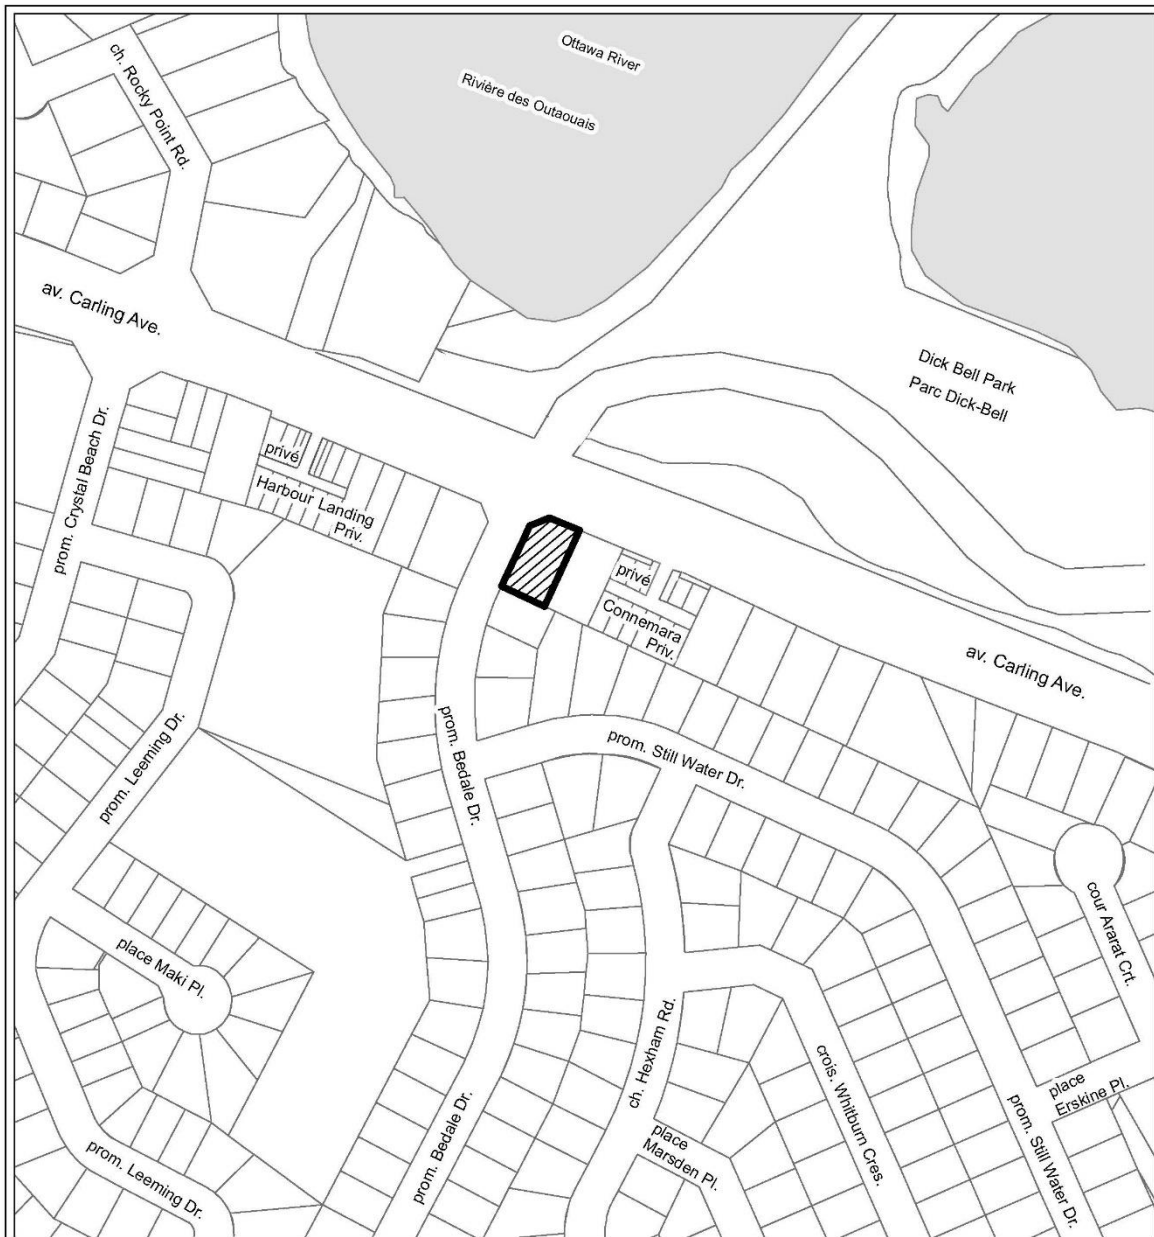 Ottawa River
Rivière des Outaouais
ch. Rocky Point Rd.
av. Carling Ave.
Dick Bell Park
Parc Dick-Bell
prom. Crystal Beach Dr.
privé
Harbour Landing
Priv.
privé
Connemara
Priv.
av. Carling Ave.
prom. Leeming Dr.
prom. Bedale Dr.
prom. Still Water Dr.
cour Ararat Crt.
place Maki Pl.
ch. Hexham Rd.
crois. Whitburn Cres.
place
Erskine Pl.
prom. Bedale Dr.
place
Marsden Pl.
prom. Still Water Dr.
prom. Leeming Dr.